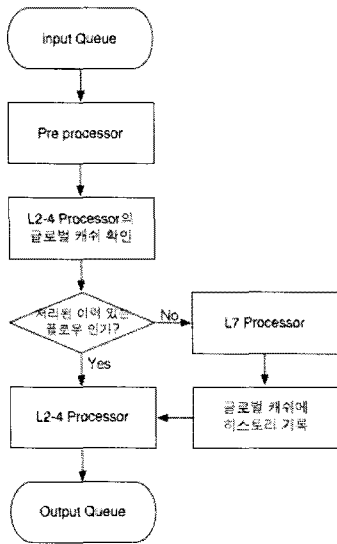 Input Queue
Pre processor
L2-4 Processor의
글로벌 캐쉬 확인
처리된 이력 있는
플로우 인가?
No
L7 Processor
Yes
L2-4 Processor
글로벌 캐쉬에
히스토리 기록
Output Queue